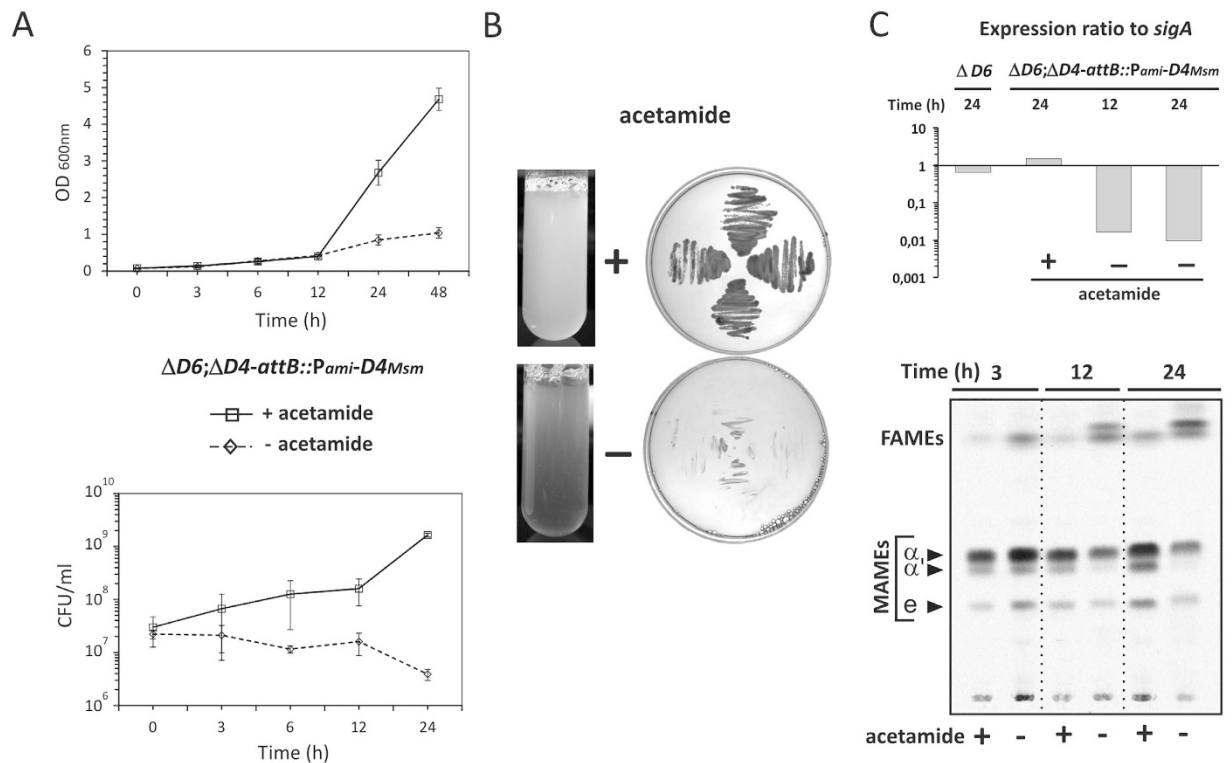 A
OD 600nm
6
5
4
3
2
1
0
0 3 6 12 24 48
Time (h)
ΔD6;ΔD4-attB::Pami-D4Msm
+ acetamide
- acetamide
CFU/ml
10^10
10^9
10^8
10^7
10^6
0 3 6 12 24
Time (h)
B
acetamide
+
−
C
Expression ratio to sigA
ΔD6 ΔD6;ΔD4-attB::Pami-D4Msm
Time (h) 24 24 12 24
10
1
0,1
0,01
0,001
+ − −
acetamide
Time (h) 3 12 24
FAMEs
MAMEs
α
α'
e
acetamide + - + - + -